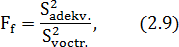 F_f = S²_adekv. / S²_voctr. , (2.9)